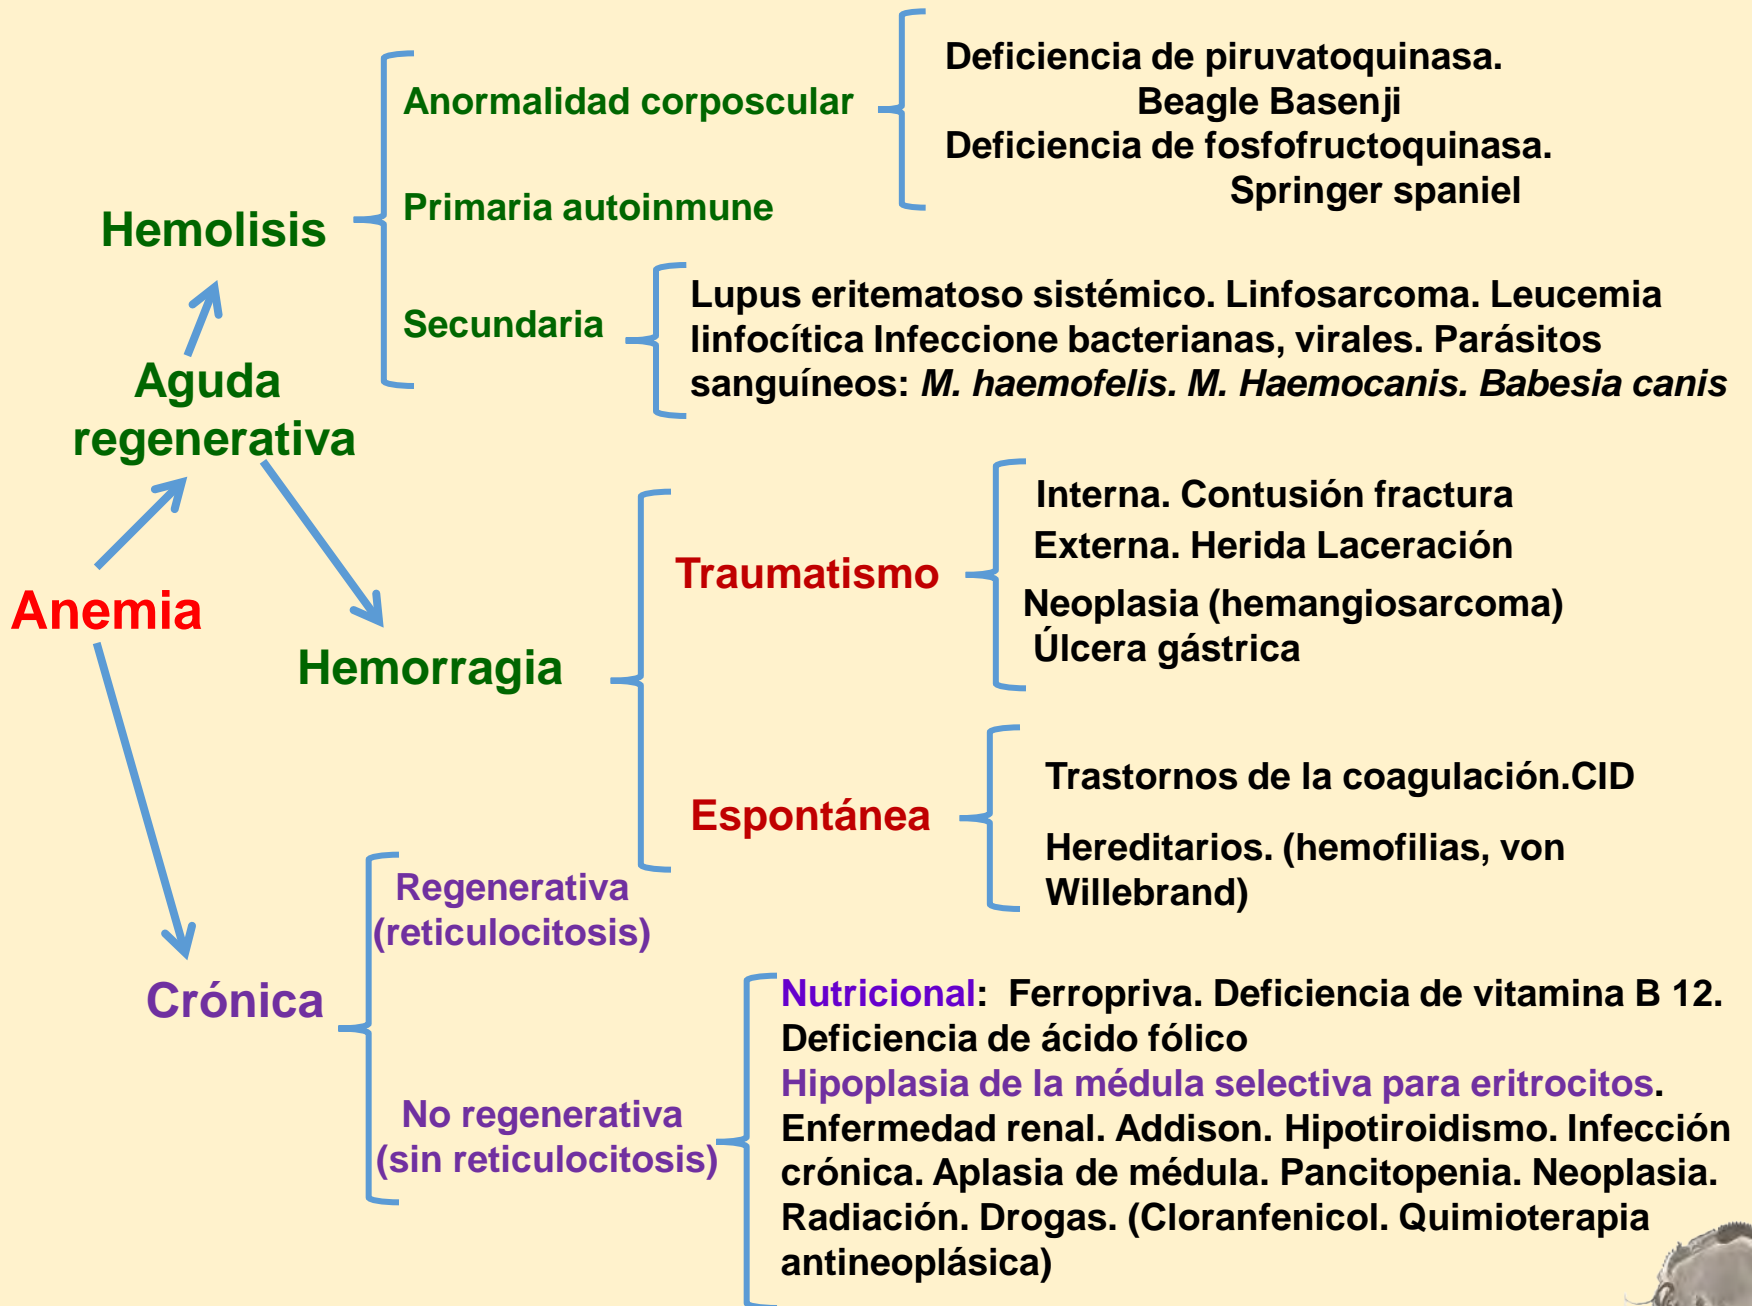 Anemia
Aguda
regenerativa
Hemolisis
Anormalidad corposcular
Deficiencia de piruvatoquinasa.
Beagle Basenji
Deficiencia de fosfofructoquinasa.
Springer spaniel
Primaria autoinmune
Secundaria
Lupus eritematoso sistémico. Linfosarcoma. Leucemia
linfocítica Infeccione bacterianas, virales. Parásitos
sanguíneos: M. haemofelis. M. Haemocanis. Babesia canis
Hemorragia
Traumatismo
Interna. Contusión fractura
Externa. Herida Laceración
Neoplasia (hemangiosarcoma)
Úlcera gástrica
Espontánea
Trastornos de la coagulación.CID
Hereditarios. (hemofilias, von
Willebrand)
Crónica
Regenerativa
(reticulocitosis)
No regenerativa
(sin reticulocitosis)
Nutricional: Ferropriva. Deficiencia de vitamina B 12.
Deficiencia de ácido fólico
Hipoplasia de la médula selectiva para eritrocitos.
Enfermedad renal. Addison. Hipotiroidismo. Infección
crónica. Aplasia de médula. Pancitopenia. Neoplasia.
Radiación. Drogas. (Cloranfenicol. Quimioterapia
antineoplásica)